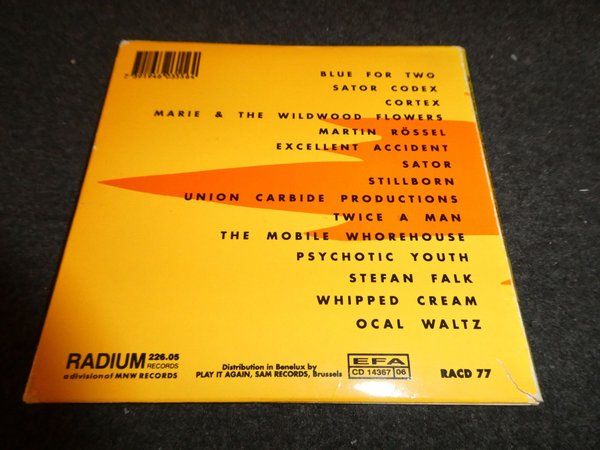 BLUE FOR TWO
SATOR CODEX
CORTEX
MARIE & THE WILDWOOD FLOWERS
MARTIN RÖSSEL
EXCELLENT ACCIDENT
SATOR
STILLBORN
UNION CARBIDE PRODUCTIONS
TWICE A MAN
THE MOBILE WHOREHOUSE
PSYCHOTIC YOUTH
STEFAN FALK
WHIPPED CREAM
OCAL WALTZ
RADIUM 226.05
RECORDS
a division of MNW RECORDS
Distribution in Benelux by
PLAY IT AGAIN, SAM RECORDS, Brussels
EFA
CD 14367 06
RACD 77